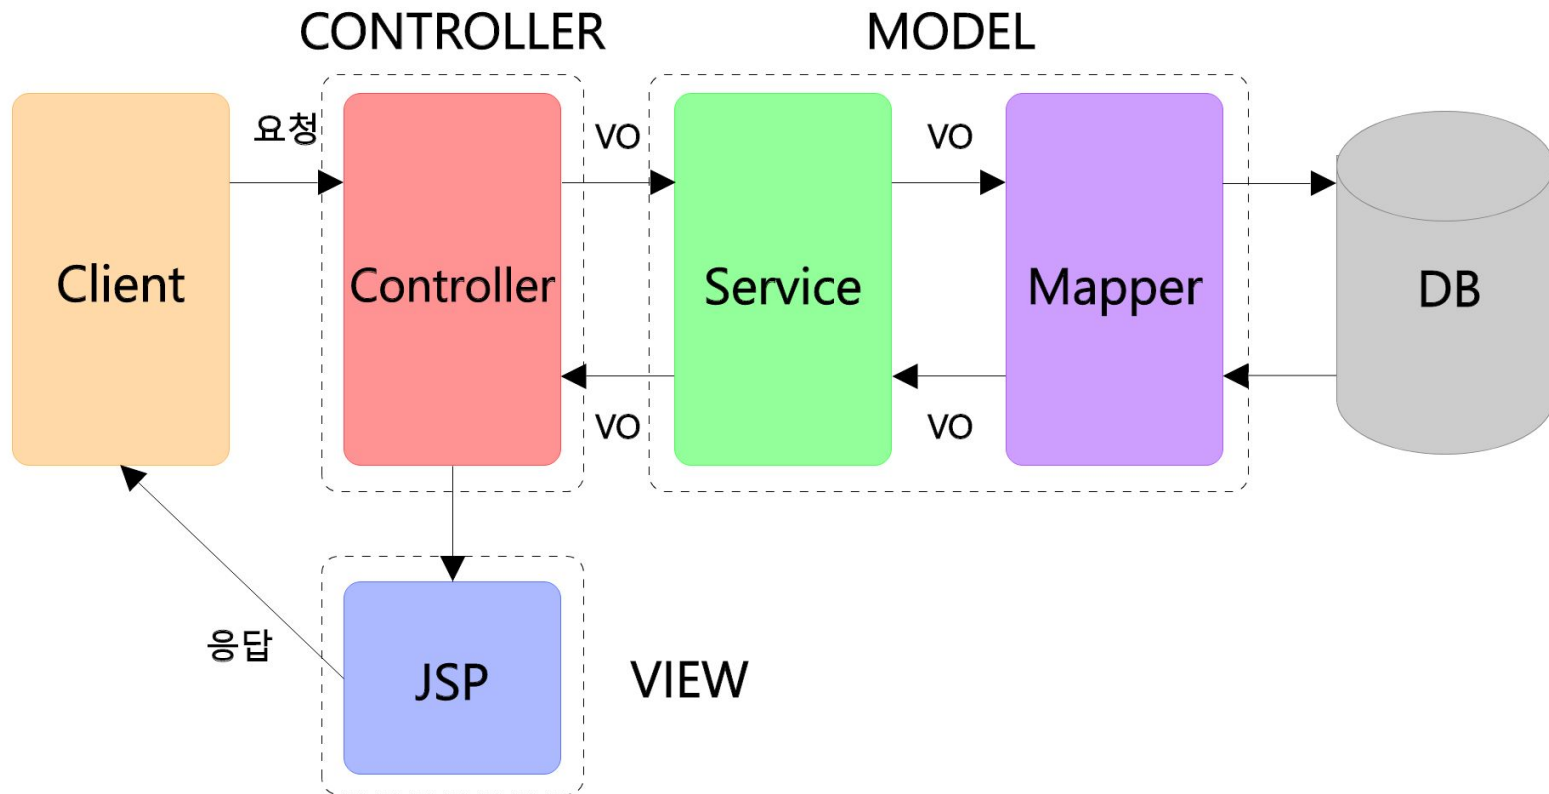 CONTROLLER
MODEL
요청
VO
VO
Client
Controller
Service
Mapper
DB
VO
VO
응답
JSP
VIEW